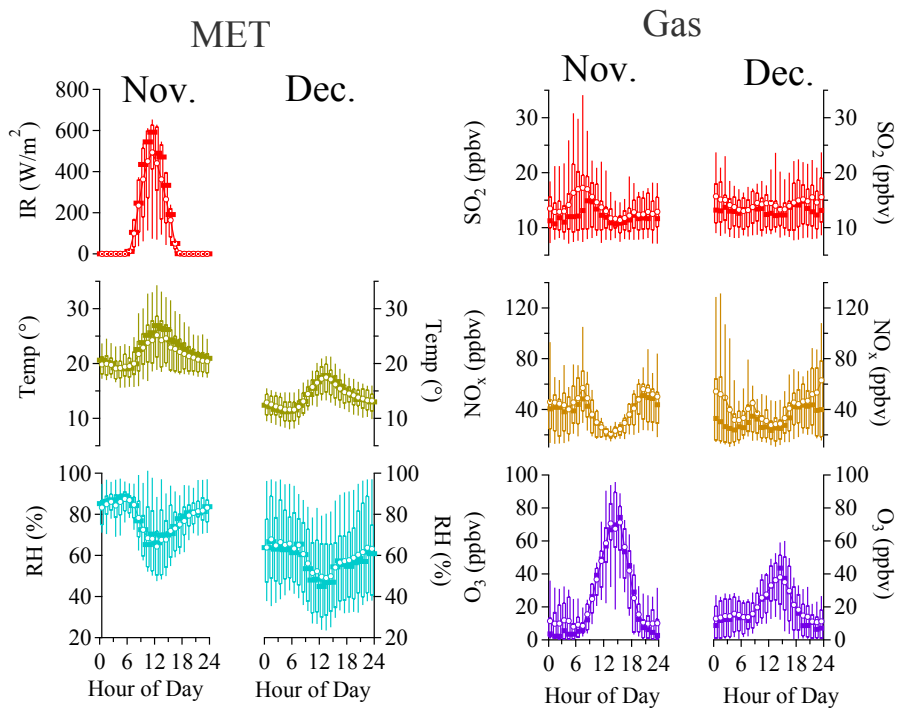 MET
Gas
Nov.
Dec.
Nov.
Dec.
IR (W/m²)
800
600
400
200
0
SO₂ (ppbv)
30
20
10
SO₂ (ppbv)
30
20
10
Temp (°)
30
20
10
Temp (°)
30
20
10
NOₓ (ppbv)
120
80
40
NOₓ (ppbv)
120
80
40
RH (%)
100
80
60
40
20
RH (%)
100
80
60
40
20
O₃ (ppbv)
100
80
60
40
20
0
O₃ (ppbv)
100
80
60
40
20
0
0 6 12 18 24
0 6 12 18 24
0 6 12 18 24
0 6 12 18 24
Hour of Day
Hour of Day
Hour of Day
Hour of Day